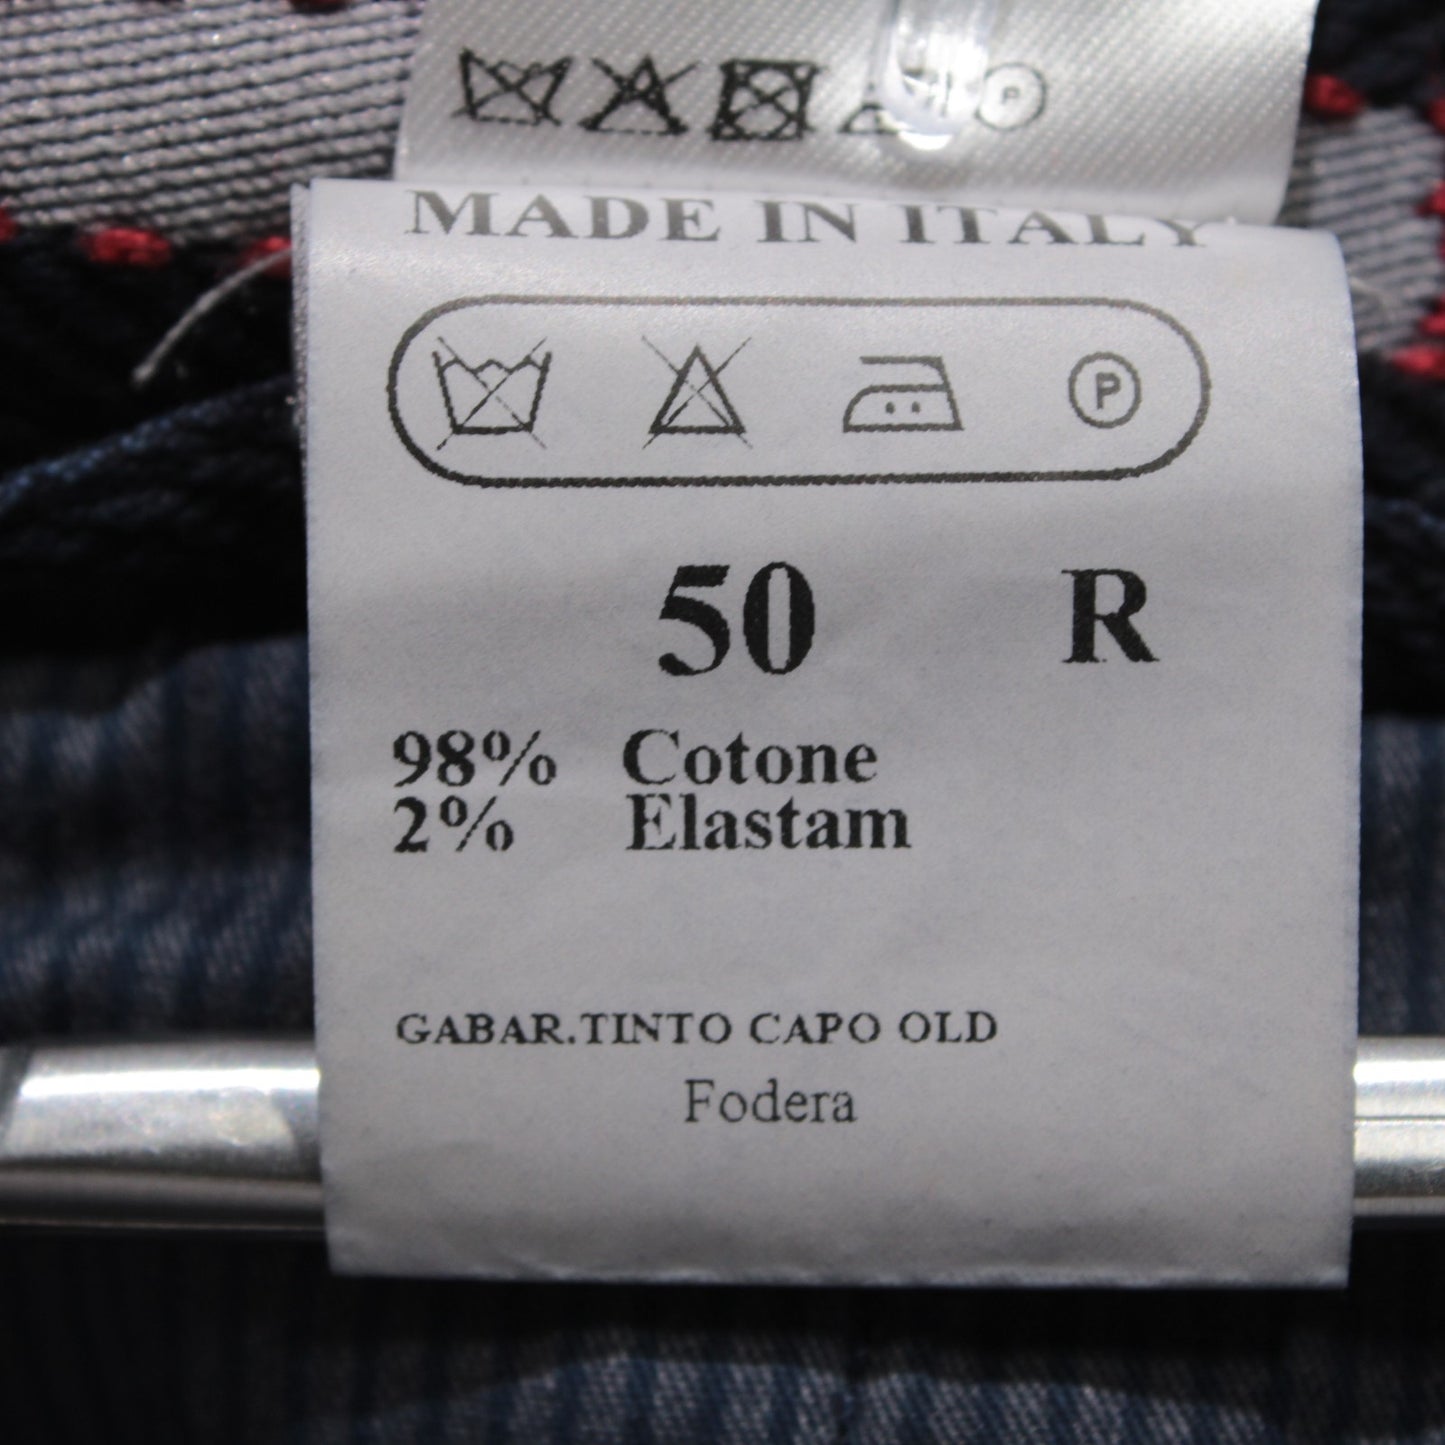 P
MADE IN ITALY
P
50 R
98% Cotone
2% Elastam
GABAR.TINTO CAPO OLD
Fodera